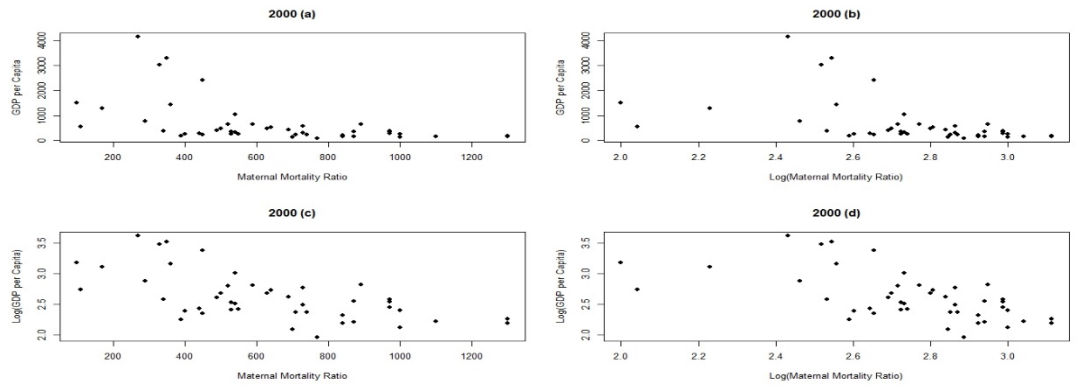 2000 (a)
GDP per Capita
4000
3000
2000
1000
0
200 400 600 800 1000 1200
Maternal Mortality Ratio
2000 (b)
GDP per Capita
4000
3000
2000
1000
0
2.0 2.2 2.4 2.6 2.8 3.0
Log(Maternal Mortality Ratio)
2000 (c)
Log(GDP per Capita)
3.5
3.0
2.5
2.0
200 400 600 800 1000 1200
Maternal Mortality Ratio
2000 (d)
Log(GDP per Capita)
3.5
3.0
2.5
2.0
2.0 2.2 2.4 2.6 2.8 3.0
Log(Maternal Mortality Ratio)